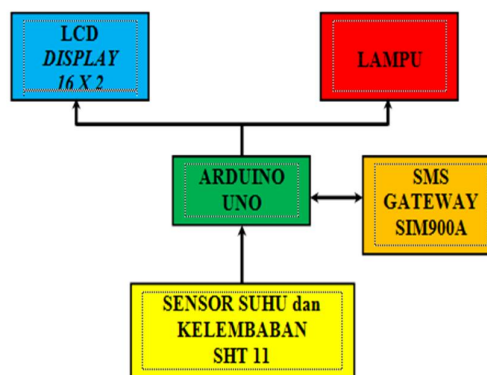 LCD
DISPLAY
16 X 2
LAMPU
ARDUINO
UNO
SMS
GATEWAY
SIM900A
SENSOR SUHU dan
KELEMBABAN
SHT 11